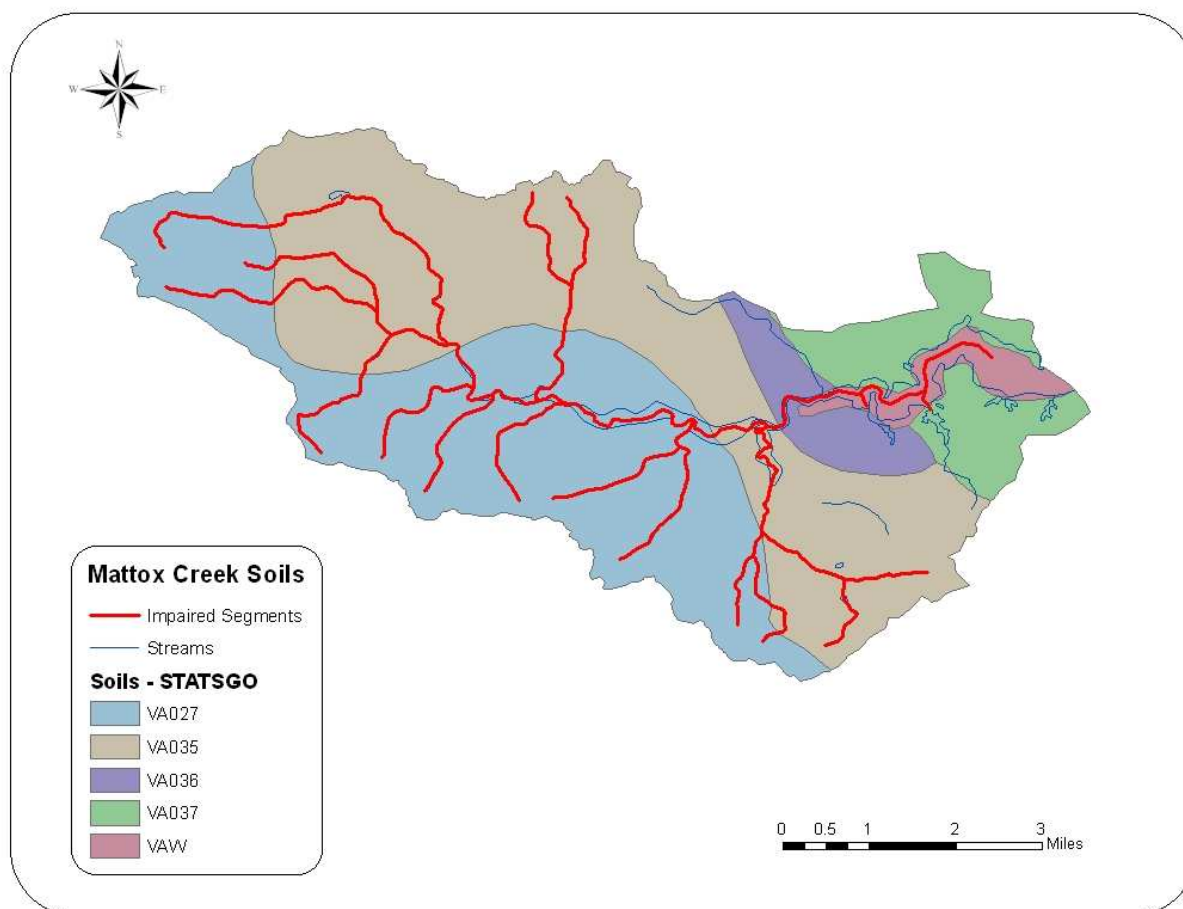 N
W E
S
Mattox Creek Soils
Impaired Segments
Streams
Soils - STATSGO
VA027
VA035
VA036
VA037
VAW
0 0.5 1 2 3
Miles